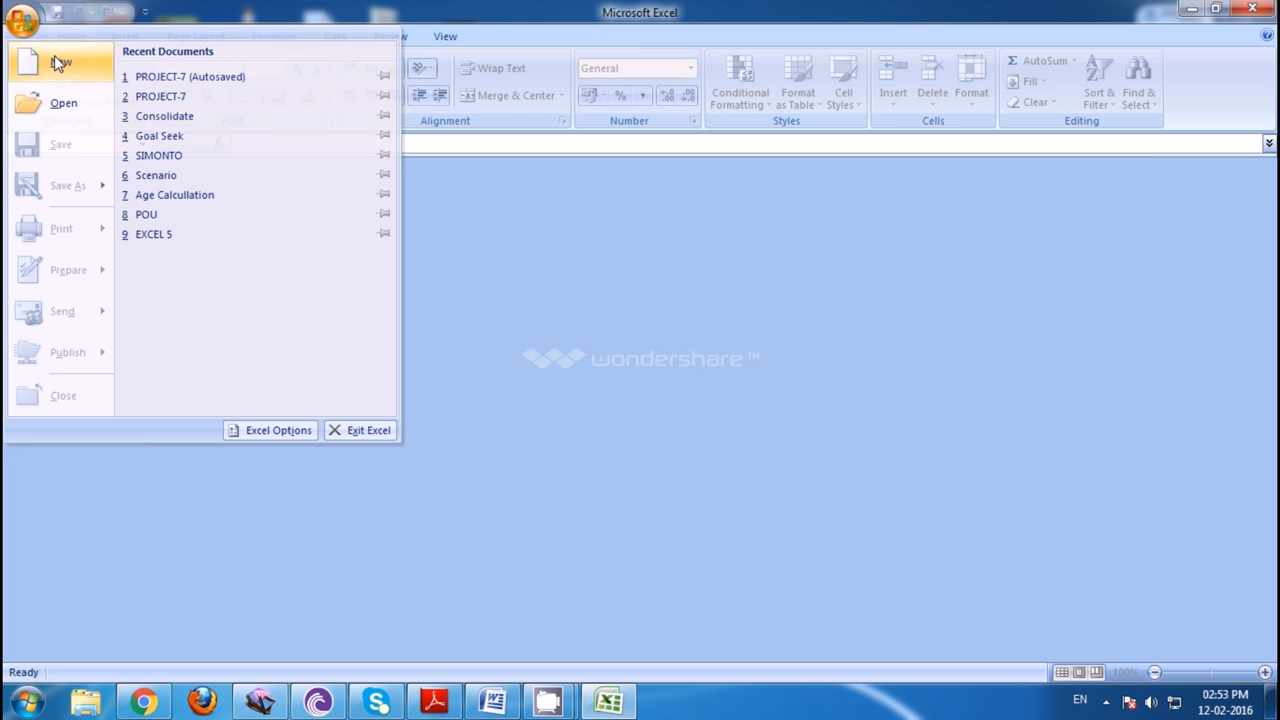 Microsoft Excel
View
Recent Documents
1 PROJECT-7 (Autosaved)
2 PROJECT-7
3 Consolidate
4 Goal Seek
5 SIMONTO
6 Scenario
7 Age Calcullation
8 POU
9 EXCEL 5
Open
Save
Save As
Print
Prepare
Send
Publish
Close
Excel Options
Exit Excel
Wrap Text
Merge & Center
Alignment
General
%
Number
Conditional Formatting
Format as Table
Cell Styles
Styles
Insert
Delete
Format
Cells
Σ AutoSum
Fill
Clear
Sort & Filter
Find & Select
Editing
wondershare™
Ready
100%
EN
02:53 PM
12-02-2016